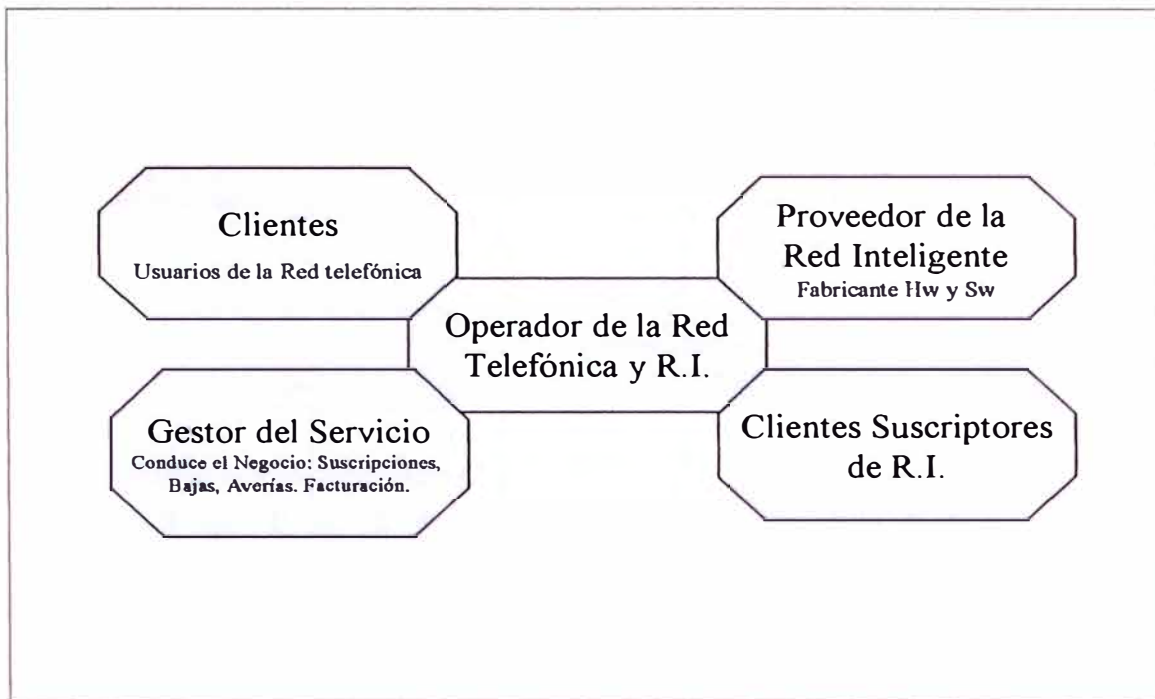 Clientes
Usuarios de la Red telefónica
Proveedor de la
Red Inteligente
Fabricante Hw y Sw
Operador de la Red
Telefónica y R.I.
Gestor del Servicio
Conduce el Negocio: Suscripciones,
Bajas, Averías. Facturación.
Clientes Suscriptores
de R.I.